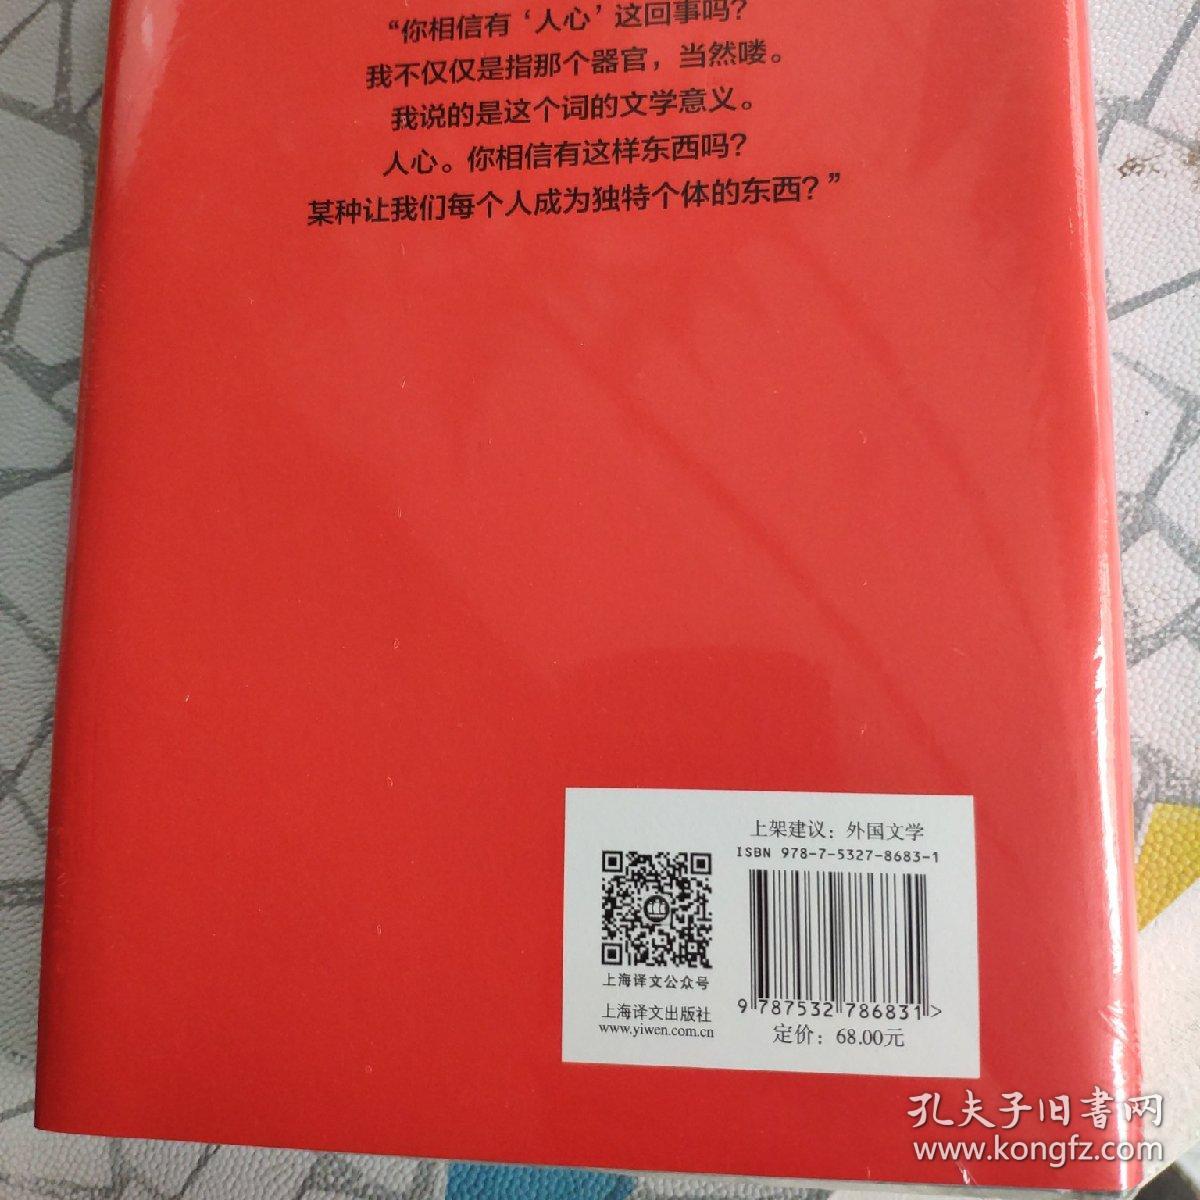 “你相信有‘人心’这回事吗？
我不仅仅是指那个器官，当然喽。
我说的是这个词的文学意义。
人心。你相信有这样东西吗？
某种让我们每个人成为独特个体的东西？”
上架建议：外国文学
ISBN 978-7-5327-8683-1
上海译文公众号
上海译文出版社
www.yiwen.com.cn
9 787532 786831 >
定价：68.00元
孔夫子旧书网
www.kongfz.com